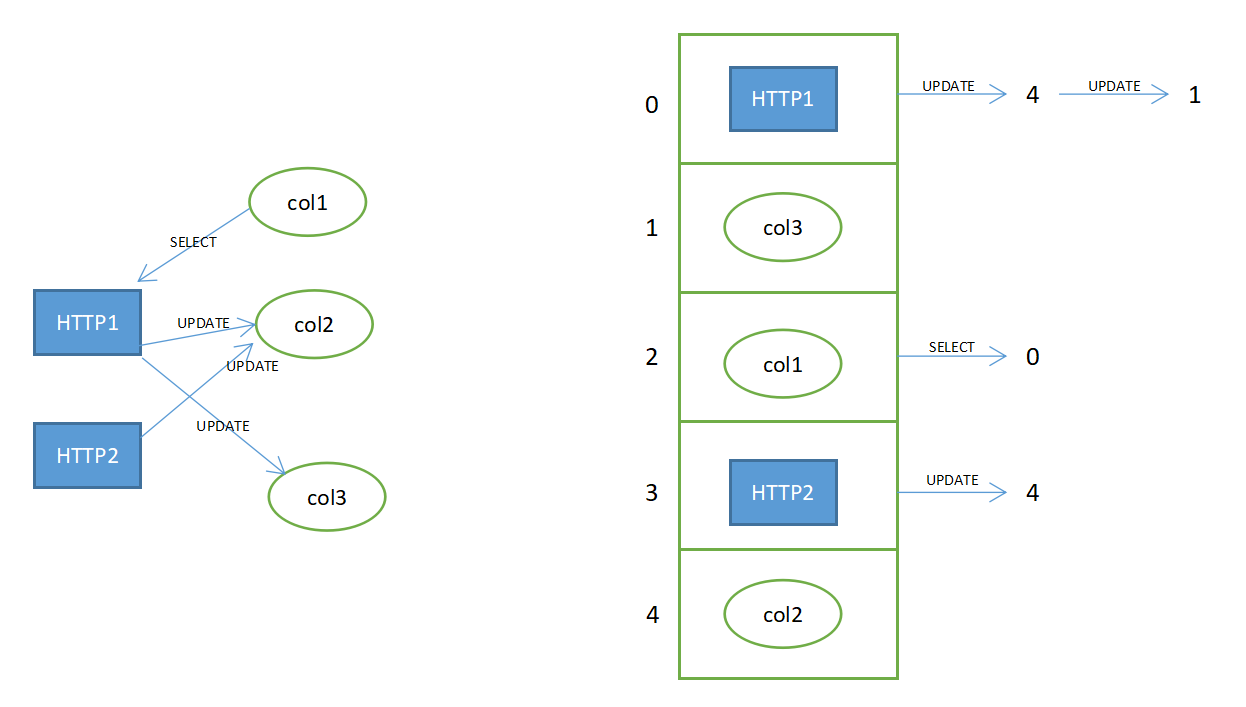 col1
SELECT
HTTP1
UPDATE
col2
UPDATE
HTTP2
UPDATE
col3
0
HTTP1
UPDATE
4
UPDATE
1
1
col3
2
col1
SELECT
0
3
HTTP2
UPDATE
4
4
col2